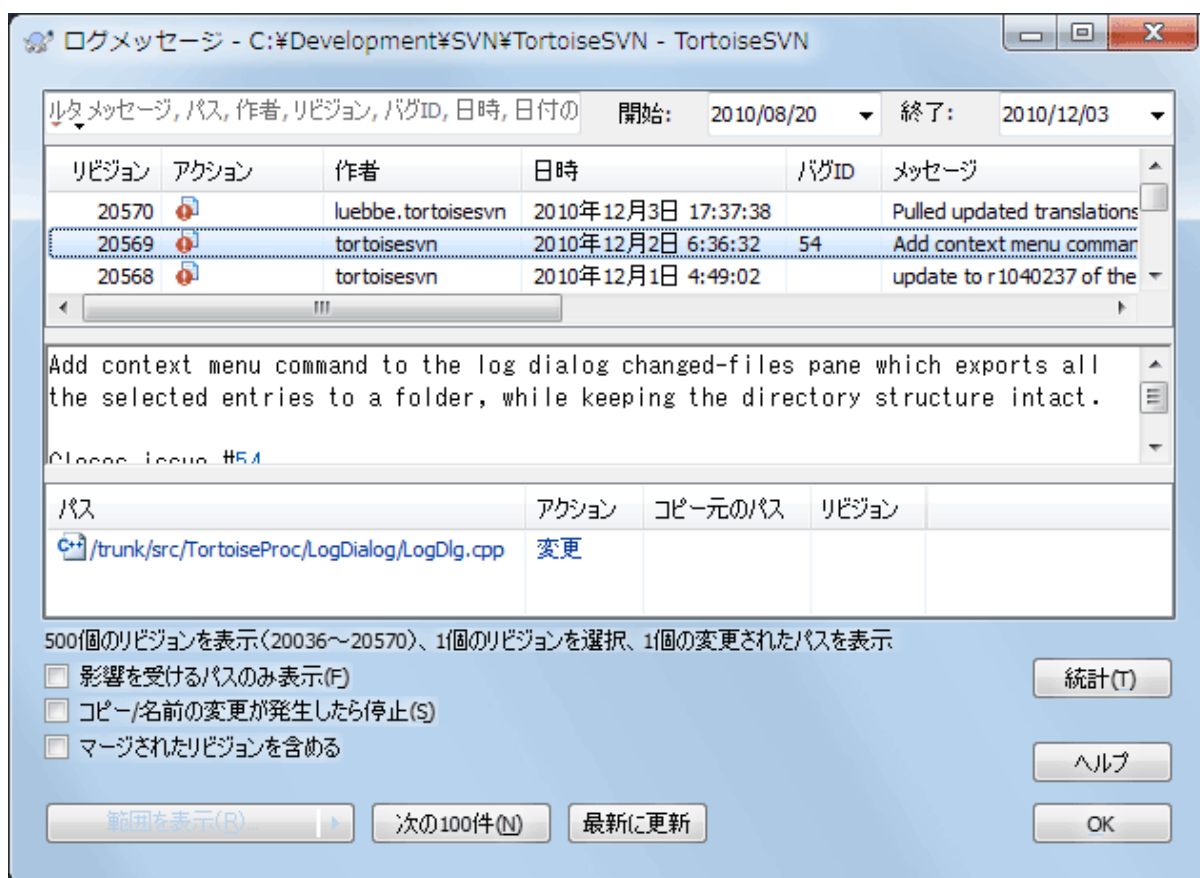 ログメッセージ - C:¥Development¥SVN¥TortoiseSVN - TortoiseSVN
ルタ メッセージ, パス, 作者, リビジョン, バグID, 日時, 日付の 開始: 2010/08/20 終了: 2010/12/03
リビジョン アクション 作者 日時 バグID メッセージ
20570 luebbe.tortoisesvn 2010年12月3日 17:37:38 Pulled updated translations
20569 tortoisesvn 2010年12月2日 6:36:32 54 Add context menu comman
20568 tortoisesvn 2010年12月1日 4:49:02 update to r1040237 of the
Add context menu command to the log dialog changed-files pane which exports all
the selected entries to a folder, while keeping the directory structure intact.
Closes issue #54
パス アクション コピー元のパス リビジョン
C++ /trunk/src/TortoiseProc/LogDialog/LogDlg.cpp 変更
500個のリビジョンを表示(20036～20570)、1個のリビジョンを選択、1個の変更されたパスを表示
影響を受けるパスのみ表示(F)
統計(T)
コピー/名前の変更が発生したら停止(S)
マージされたリビジョンを含める
ヘルプ
範囲を表示(R)... 次の100件(N) 最新に更新 OK